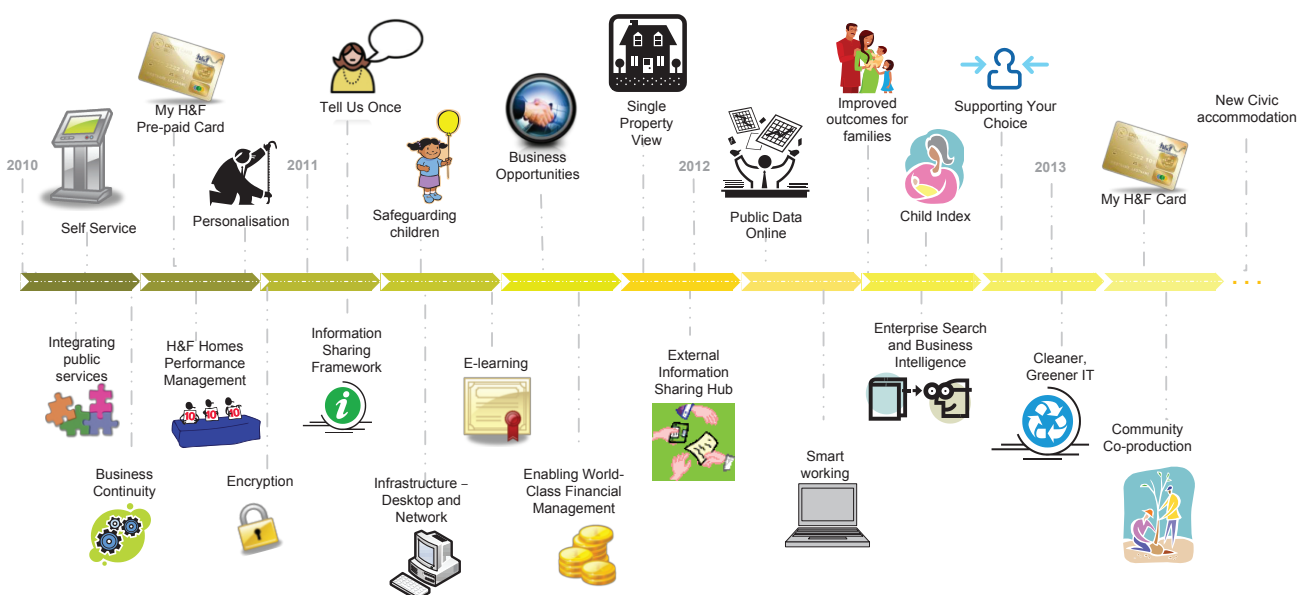 2010
Self Service
My H&F
Pre-paid Card
Personalisation
2011
Tell Us Once
Safeguarding
children
Business
Opportunities
Single
Property
View
2012
Public Data
Online
Improved
outcomes for
families
Child Index
Supporting Your
Choice
2013
My H&F Card
New Civic
accommodation
Integrating
public
services
Business
Continuity
H&F Homes
Performance
Management
10
10
10
Encryption
Information
Sharing
Framework
Infrastructure –
Desktop and
Network
E-learning
Enabling World-
Class Financial
Management
External
Information
Sharing Hub
Smart
working
Enterprise Search
and Business
Intelligence
Cleaner,
Greener IT
Community
Co-production